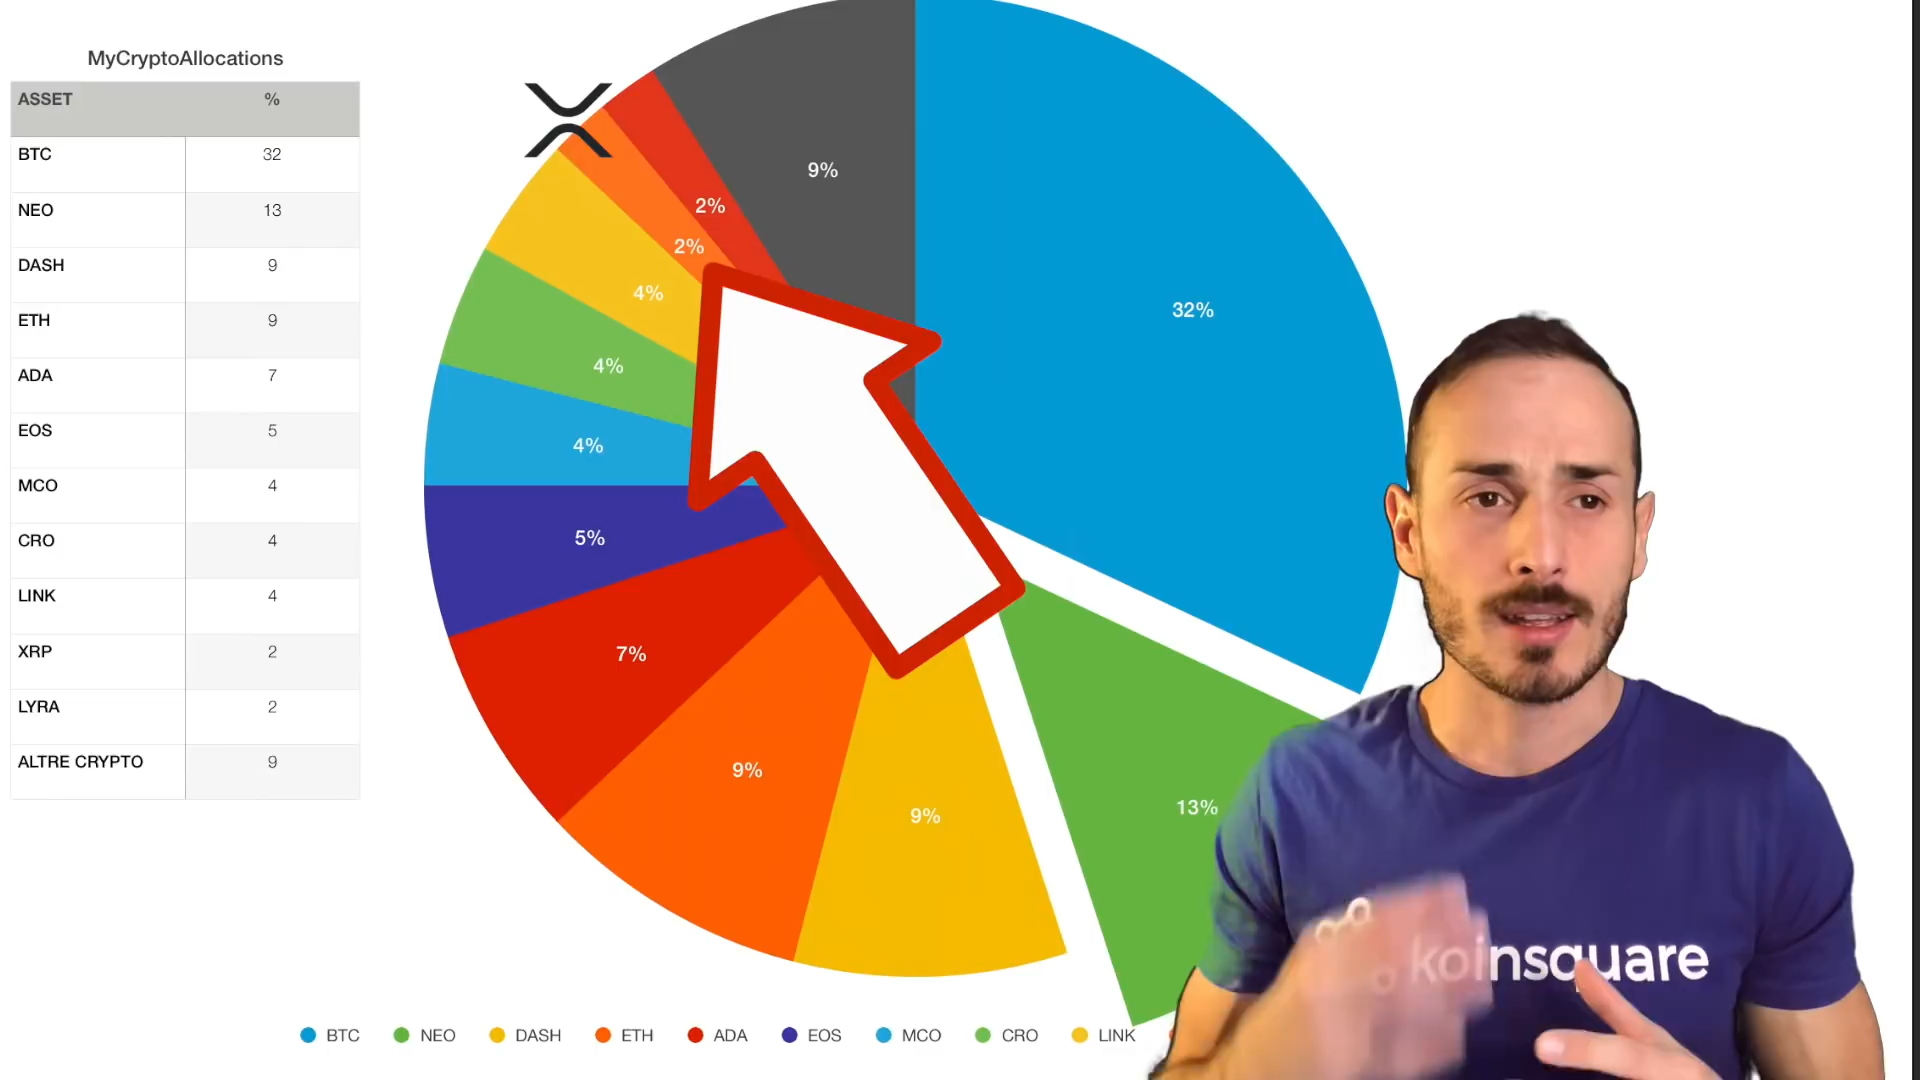 MyCryptoAllocations
ASSET %
BTC 32
NEO 13
DASH 9
ETH 9
ADA 7
EOS 5
MCO 4
CRO 4
LINK 4
XRP 2
LYRA 2
ALTRE CRYPTO 9
9%
2%
2%
32%
4%
4%
4%
5%
7%
9%
9%
13%
koinsquare
BTC NEO DASH ETH ADA EOS MCO CRO LINK